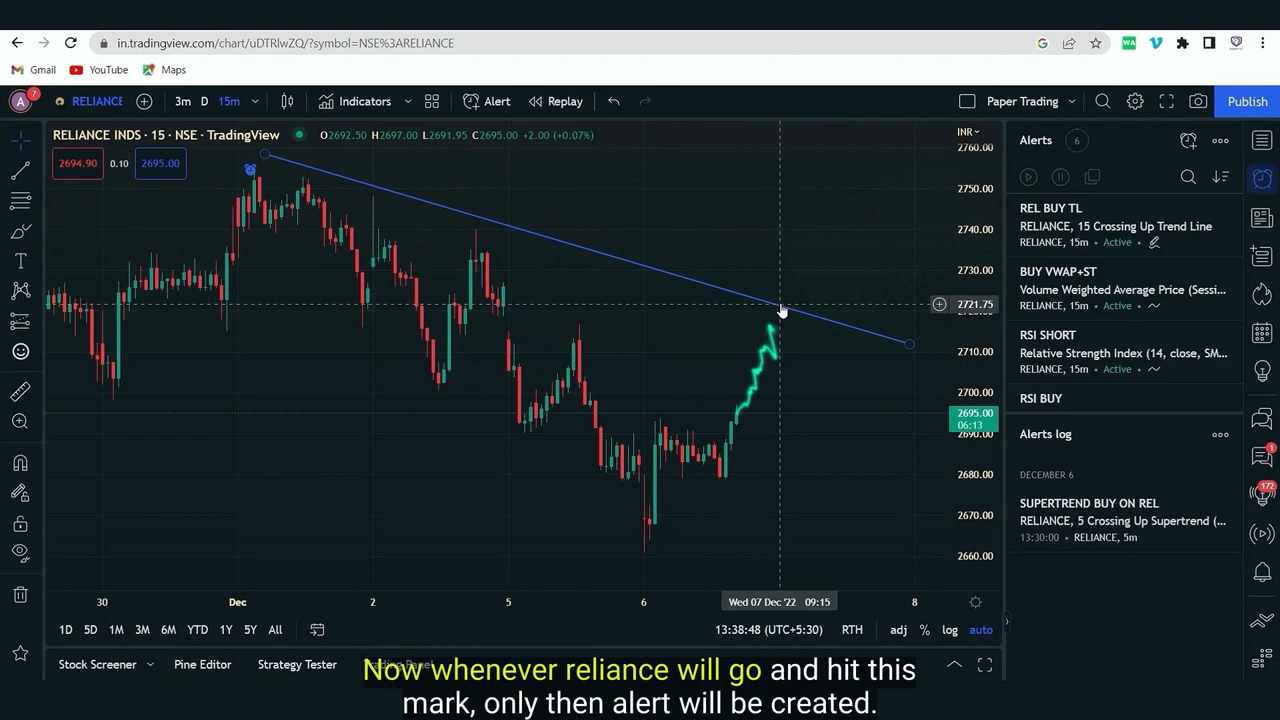 in.tradingview.com/chart/uDTRlwZQ/?symbol=NSE%3ARELIANCE
WA
Gmail
YouTube
Maps
A
7
RELIANCE
3m D 15m
Indicators
Alert
Replay
Paper Trading
Publish
RELIANCE INDS · 15 · NSE · TradingView
O2692.50 H2697.00 L2691.95 C2695.00 +2.00 (+0.07%)
2694.90 0.10 2695.00
INR
2760.00
2750.00
2740.00
2730.00
2721.75
2710.00
2700.00
2695.00
06:13
2690.00
2680.00
2670.00
2660.00
30 Dec 2 5 6 Wed 07 Dec '22 09:15 8
1D 5D 1M 3M 6M YTD 1Y 5Y All
13:38:48 (UTC+5:30) RTH adj % log auto
Stock Screener
Pine Editor
Strategy Tester
Trading Panel
Alerts 6
REL BUY TL
RELIANCE, 15 Crossing Up Trend Line
RELIANCE, 15m • Active
BUY VWAP+ST
Volume Weighted Average Price (Sessi...
RELIANCE, 15m • Active
RSI SHORT
Relative Strength Index (14, close, SM...
RELIANCE, 15m • Active
RSI BUY
Alerts log
DECEMBER 6
SUPERTREND BUY ON REL
RELIANCE, 5 Crossing Up Supertrend (...
13:30:00 • RELIANCE, 5m
1
172
Now whenever reliance will go and hit this
mark, only then alert will be created.